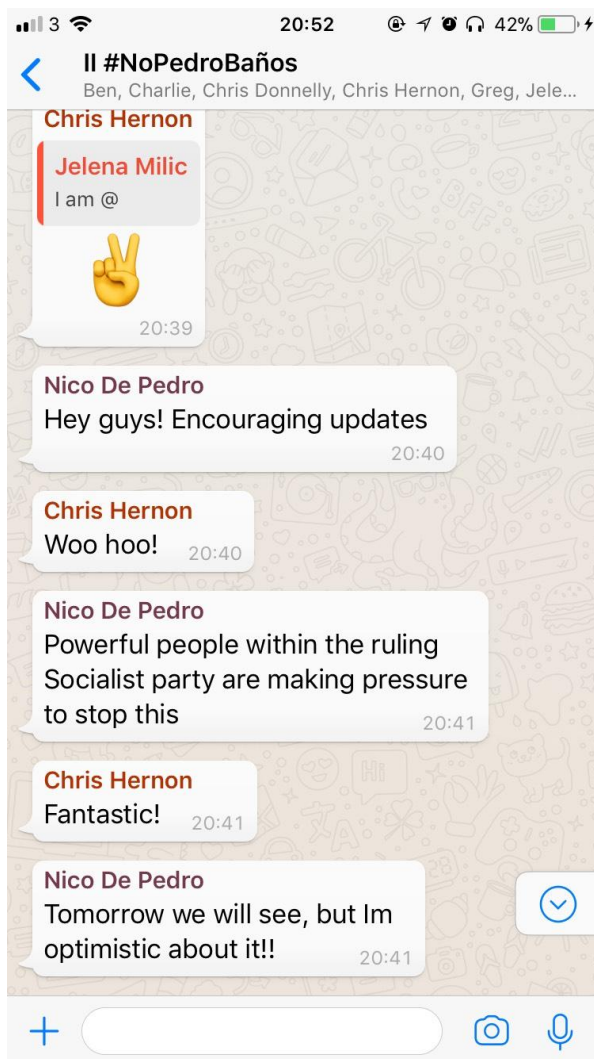 3 20:52 42%
II #NoPedroBaños
Ben, Charlie, Chris Donnelly, Chris Hernon, Greg, Jele...
Chris Hernon
Jelena Milic
I am @
20:39
Nico De Pedro
Hey guys! Encouraging updates
20:40
Chris Hernon
Woo hoo! 20:40
Nico De Pedro
Powerful people within the ruling
Socialist party are making pressure
to stop this 20:41
Chris Hernon
Fantastic! 20:41
Nico De Pedro
Tomorrow we will see, but Im
optimistic about it!! 20:41